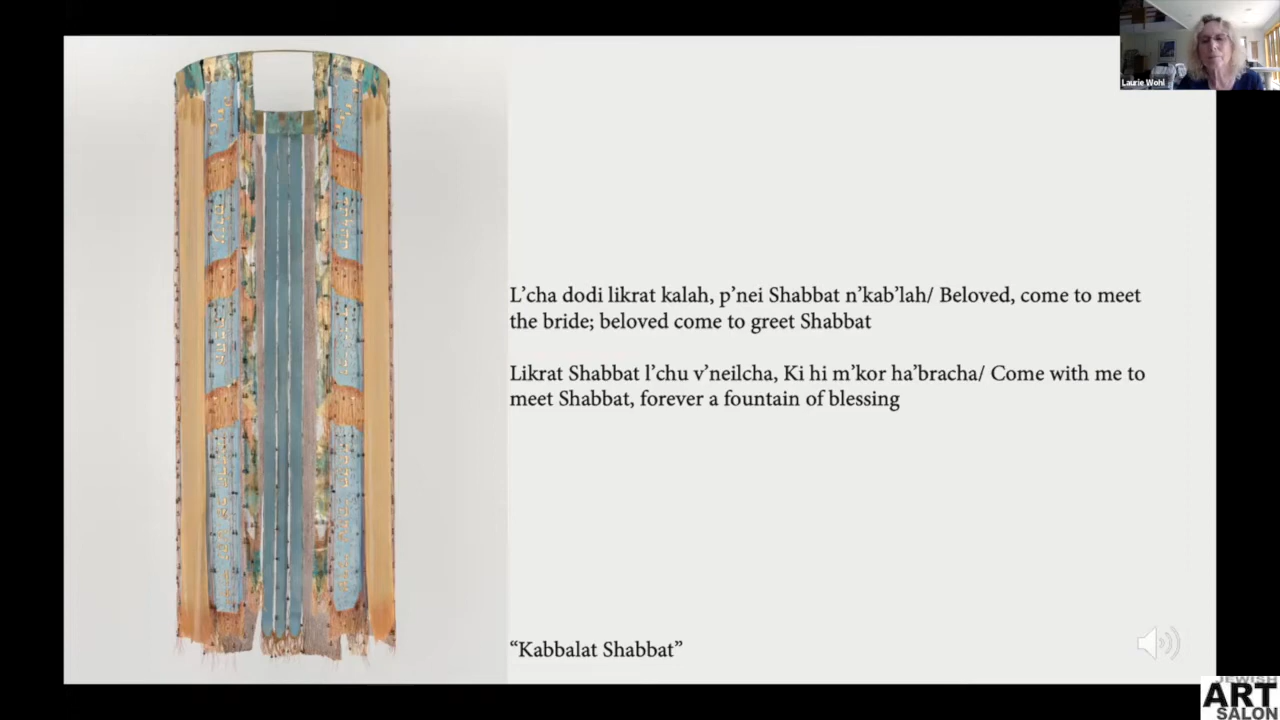 Laurie Wohl
L’cha dodi likrat kalah, p’nei Shabbat n’kab’lah/ Beloved, come to meet
the bride; beloved come to greet Shabbat
Likrat Shabbat l’chu v’neilcha, Ki hi m’kor ha’bracha/ Come with me to
meet Shabbat, forever a fountain of blessing
“Kabbalat Shabbat”
JEWISH
ART
SALON